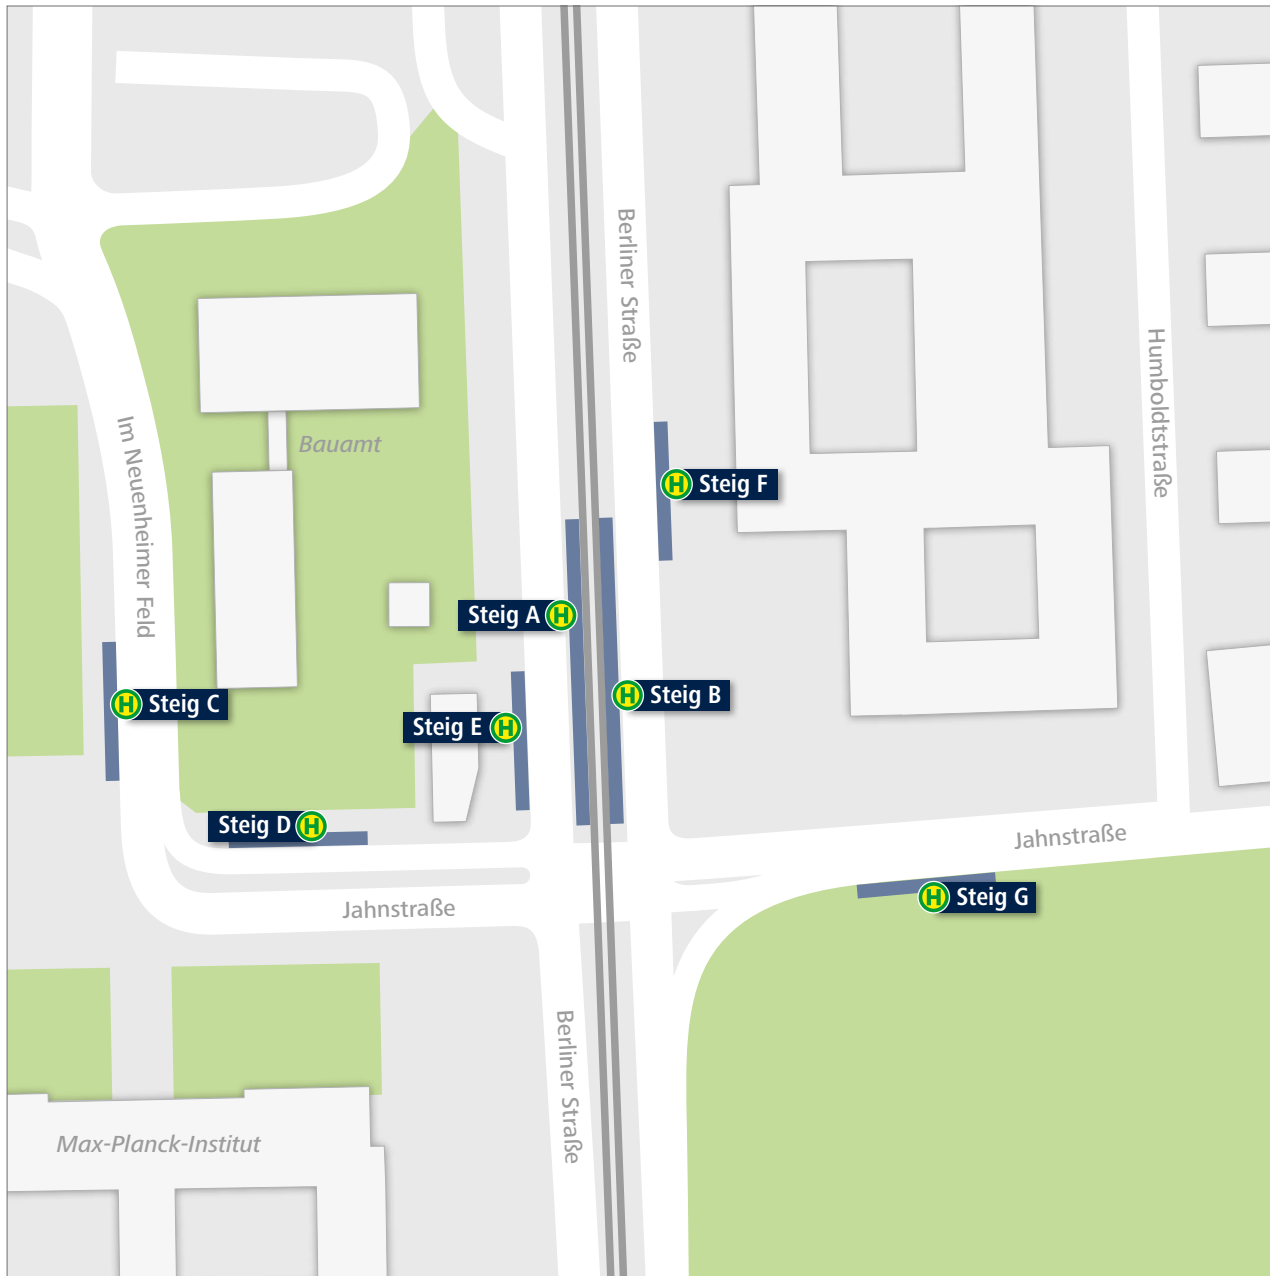 Berliner Straße
Humboldtstraße
Im Neuenheimer Feld
Bauamt
H Steig F
Steig A H
H Steig B
H Steig C
Steig E H
Steig D H
Jahnstraße
H Steig G
Jahnstraße
Berliner Straße
Max-Planck-Institut